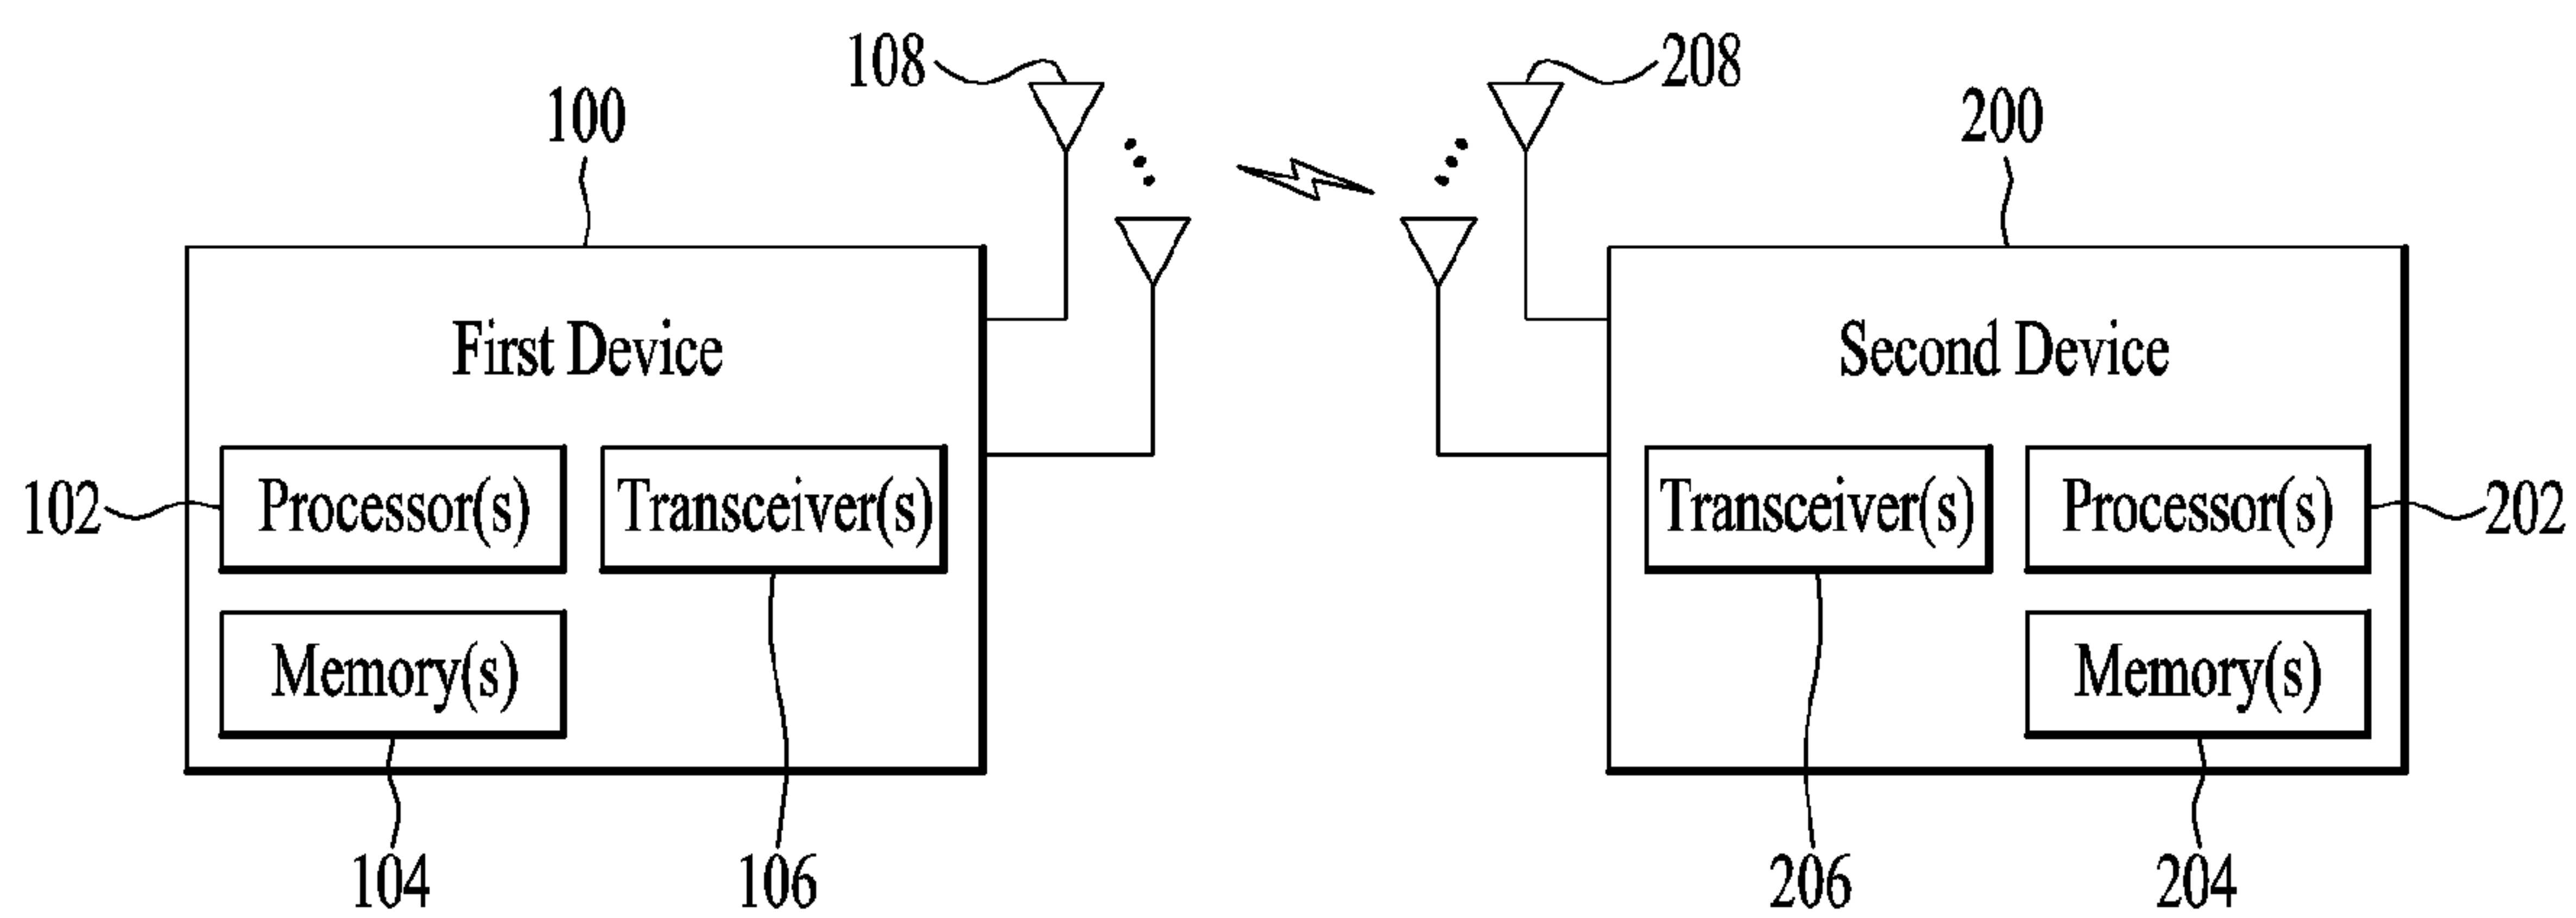 108
208
100
200
First Device
Second Device
102
Processor(s)
Transceiver(s)
Transceiver(s)
Processor(s)
202
Memory(s)
Memory(s)
104
106
206
204